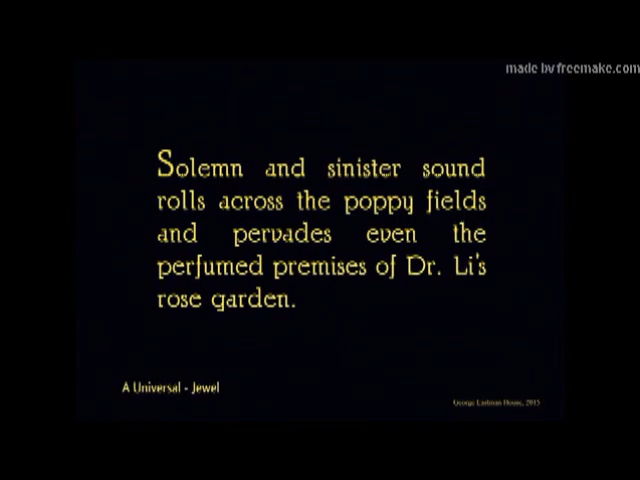 made by freemake.com
Solemn and sinister sound
rolls across the poppy fields
and pervades even the
perfumed premises of Dr. Li's
rose garden.
A Universal - Jewel
George Eastman House, 2015